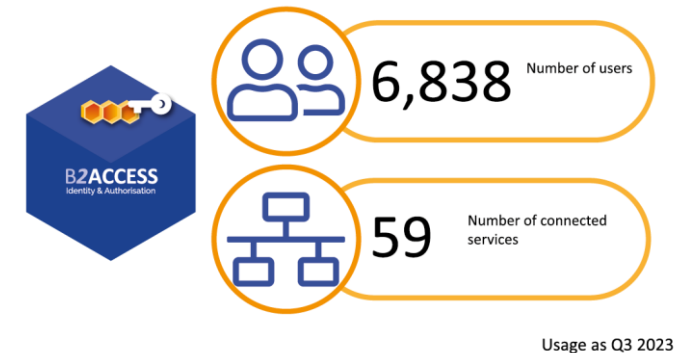 B2ACCESS
Identity & Authorisation
6,838
Number of users
59
Number of connected
services
Usage as Q3 2023